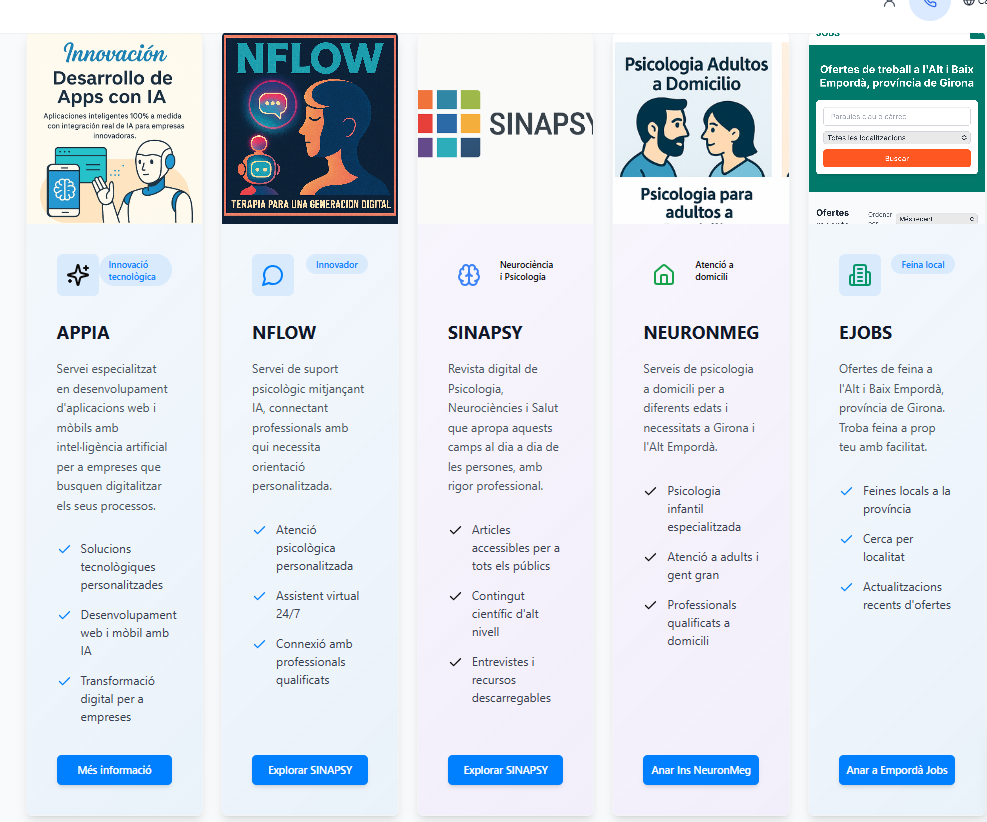 Innovación
Desarrollo de
Apps con IA
Aplicaciones inteligentes 100% a medida
con integración real de IA para empresas
innovadoras.
Innovació
tecnològica
APPIA
Servei especialitzat
en desenvolupament
d'aplicacions web i
mòbils amb
intel·ligència artificial
per a empreses que
busquen digitalitzar
els seus processos.
Solucions
tecnològiques
personalitzades
Desenvolupament
web i mòbil amb
IA
Transformació
digital per a
empreses
Més informació
NFLOW
TERAPIA PARA UNA GENERACION DIGITAL
Innovador
NFLOW
Servei de suport
psicològic mitjançant
IA, connectant
professionals amb
qui necessita
orientació
personalitzada.
Atenció
psicològica
personalitzada
Assistent virtual
24/7
Connexió amb
professionals
qualificats
Explorar SINAPSY
SINAPSY
Neurociència
i Psicologia
SINAPSY
Revista digital de
Psicologia,
Neurociències i Salut
que apropa aquests
camps al dia a dia de
les persones, amb
rigor professional.
Articles
accessibles per a
tots els públics
Contingut
científic d'alt
nivell
Entrevistes i
recursos
descarregables
Explorar SINAPSY
Psicologia Adultos
a Domicilio
Psicologia para
adultos a
Atenció a
domicili
NEURONMEG
Serveis de psicologia
a domicili per a
diferents edats i
necessitats a Girona i
l'Alt Empordà.
Psicologia
infantil
especialitzada
Atenció a adults i
gent gran
Professionals
qualificats a
domicili
Anar Ins NeuronMeg
JOBS
Ofertes de treball a l'Alt i Baix
Empordà, província de Girona
Paraules clau o càrrec
Totes les localitzacions
Buscar
Ofertes
Ordenar
per
Més recent
Feina local
EJOBS
Ofertes de feina a
l'Alt i Baix Empordà,
província de Girona.
Troba feina a prop
teu amb facilitat.
Feines locals a la
província
Cerca per
localitat
Actualitzacions
recents d'ofertes
Anar a Empordà Jobs